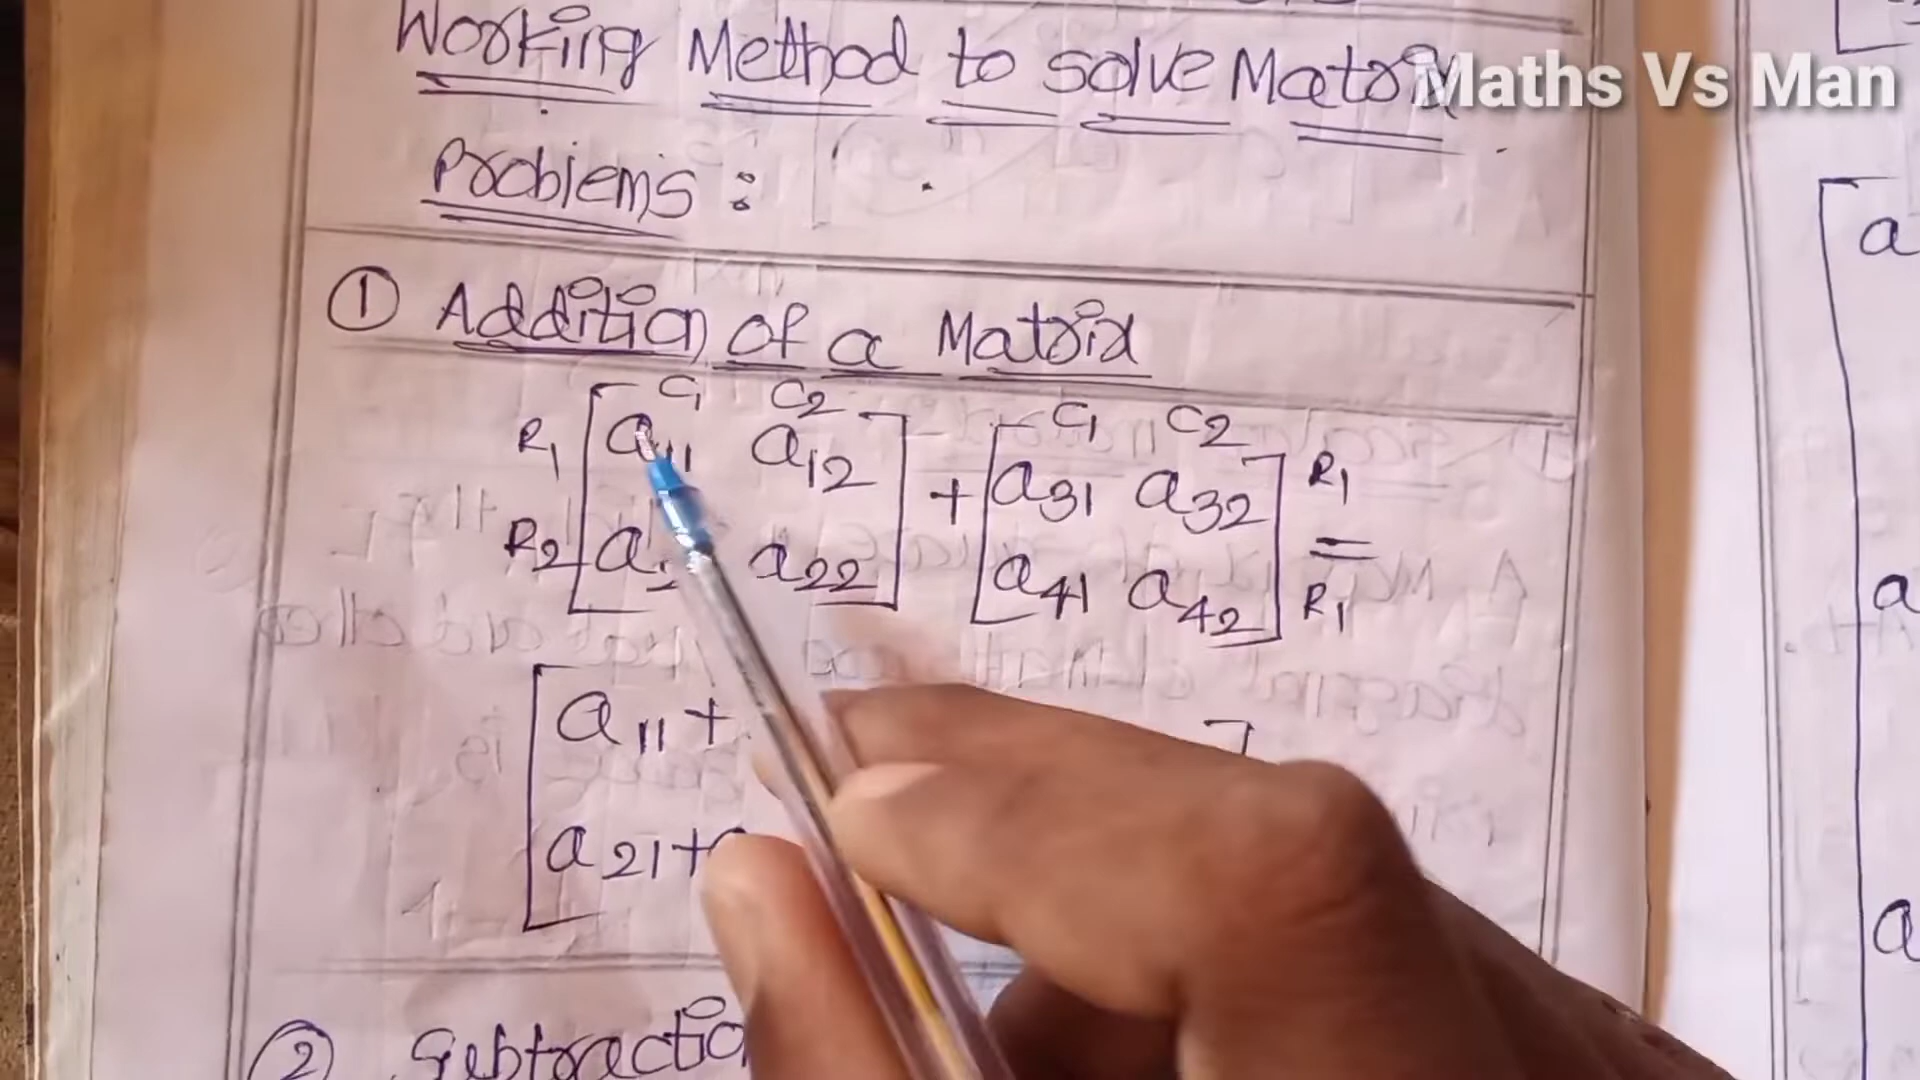 Working Method to solve Matrix
Maths Vs Man
Problems :
① Addition of a Matrix
C1 C2 C1 C2
R1 a11 a12 + a31 a32 R1
=
R2 a22 a41 a42 R1
a11 +
a21 +
②
a
a
a